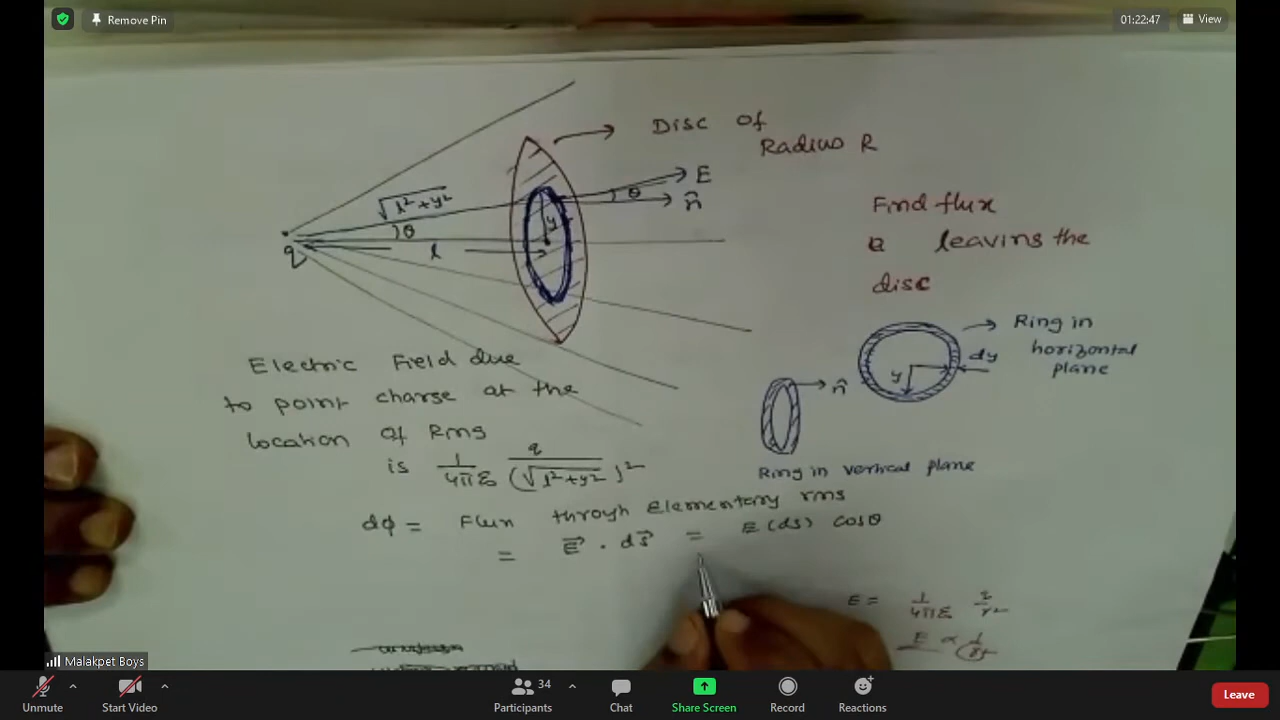 Remove Pin
01:22:47
View
Disc of
Radius R
√l²+y²
E
θ
n̂
y
θ
q
l
Find flux
leaving the
disc
Electric Field due
to point charge at the
location of Ring
is 1/4πε q/(√l²+y²)²
Ring in
horizontal
plane
dy
y
n̂
Ring in vertical plane
dφ = Flux through Elementary ring
= E⃗ . ds⃗ = E (ds) cosθ
E = 1/4πε q/r²
E ∝ 1/r²
Malakpet Boys
Unmute
Start Video
34
Participants
Chat
Share Screen
Record
Reactions
Leave